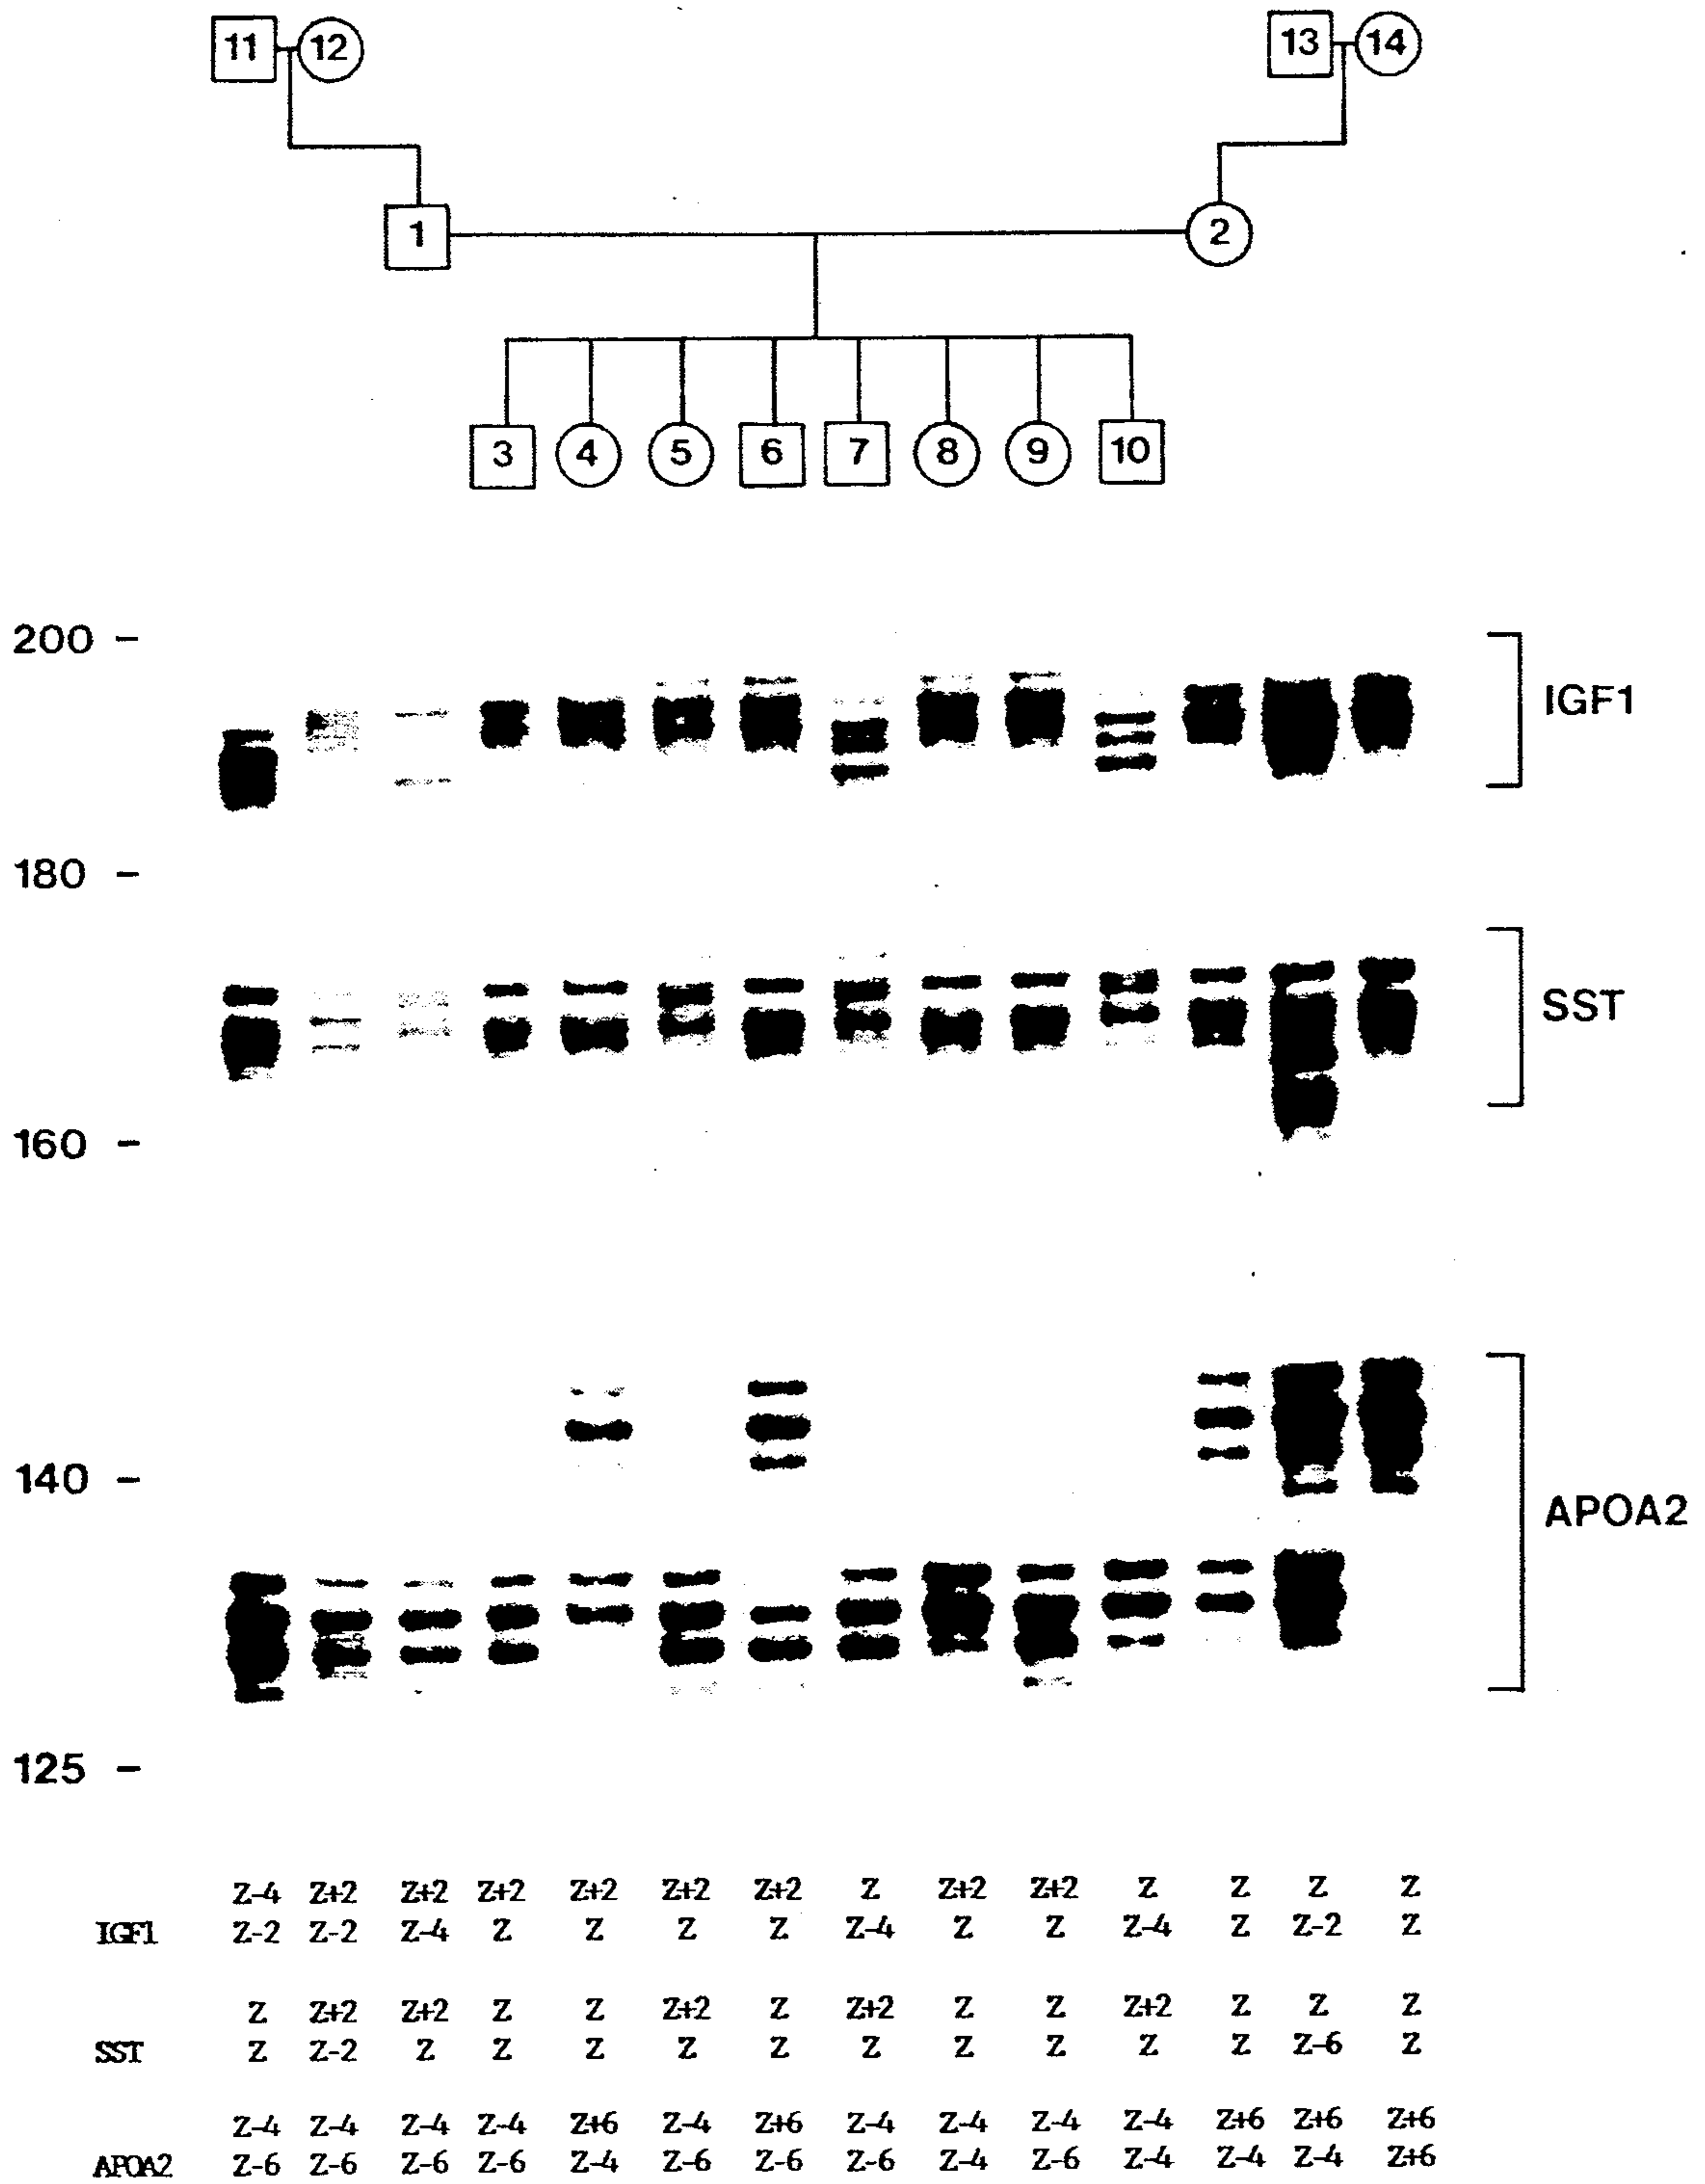 11 12 13 14
1 2
3 4 5 6 7 8 9 10
200 -
IGF1
180 -
SST
160 -
140 -
APOA2
125 -
Z-4 Z+2 Z+2 Z+2 Z+2 Z+2 Z+2 Z Z+2 Z+2 Z Z Z Z
IGF1 Z-2 Z-2 Z-4 Z Z Z Z Z-4 Z Z Z-4 Z Z-2 Z
Z Z+2 Z+2 Z Z Z+2 Z Z+2 Z Z Z+2 Z Z Z
SST Z Z-2 Z Z Z Z Z Z Z Z Z Z Z-6 Z
Z-4 Z-4 Z-4 Z-4 Z+6 Z-4 Z+6 Z-4 Z-4 Z-4 Z-4 Z+6 Z+6 Z+6
APOA2 Z-6 Z-6 Z-6 Z-6 Z-4 Z-6 Z-6 Z-6 Z-4 Z-6 Z-4 Z-4 Z-4 Z+6